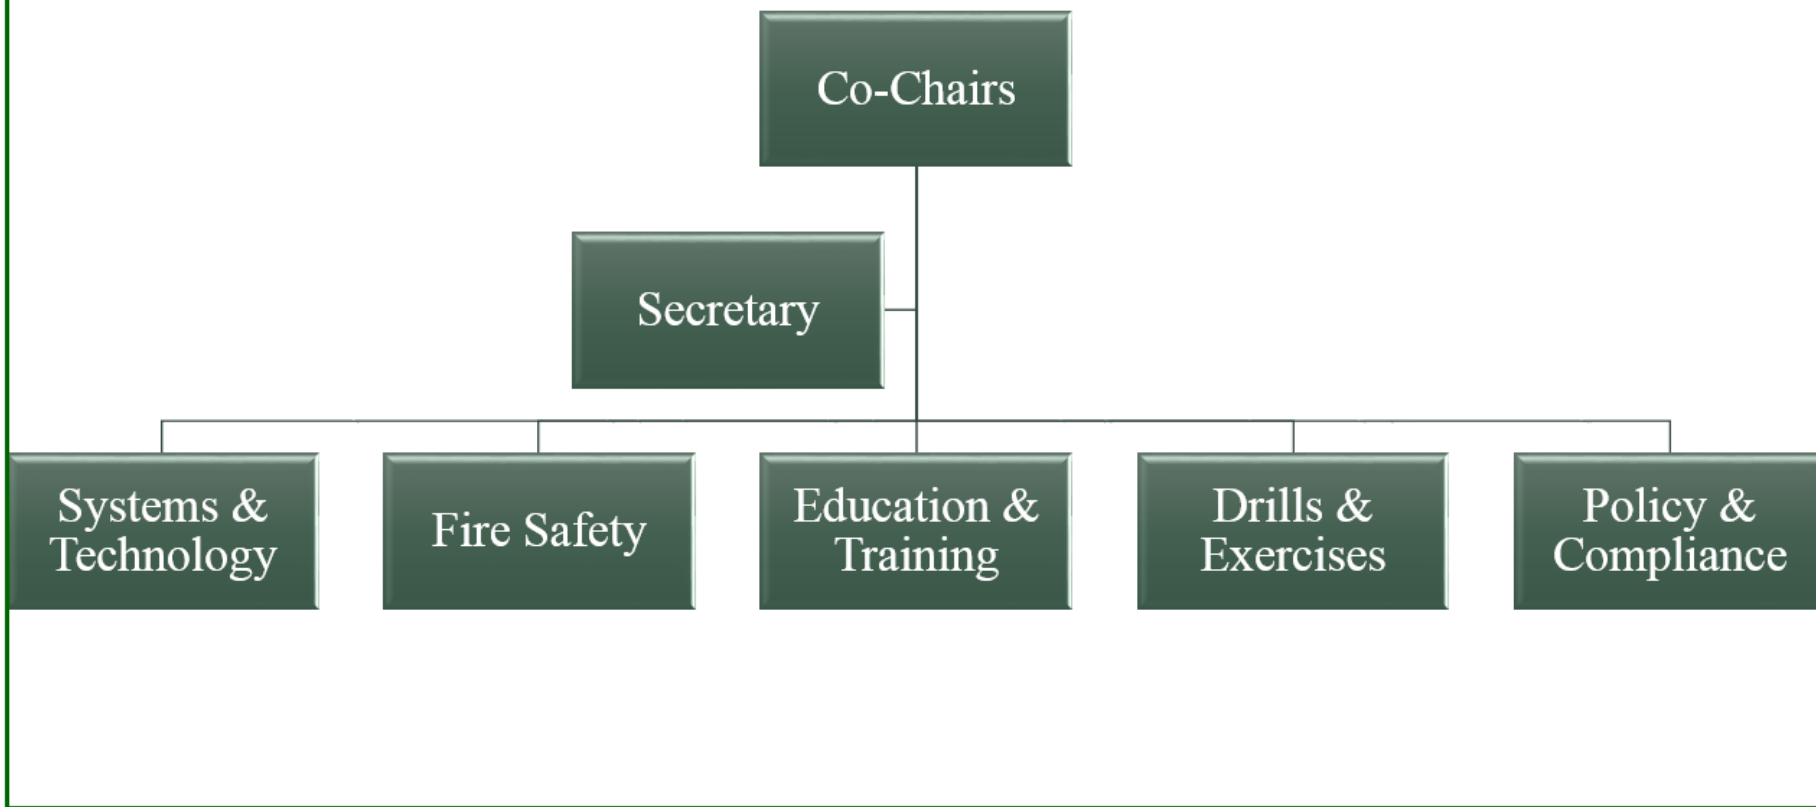 Co-Chairs
Secretary
Systems &
Technology
Fire Safety
Education &
Training
Drills &
Exercises
Policy &
Compliance